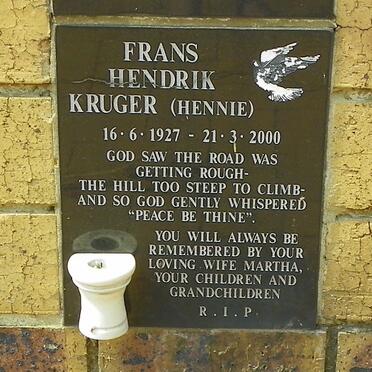 FRANS
HENDRIK
KRUGER (HENNIE)
16·6·1927 - 21·3·2000
GOD SAW THE ROAD WAS
GETTING ROUGH-
THE HILL TOO STEEP TO CLIMB-
AND SO GOD GENTLY WHISPERED
"PEACE BE THINE".
YOU WILL ALWAYS BE
REMEMBERED BY YOUR
LOVING WIFE MARTHA,
YOUR CHILDREN AND
GRANDCHILDREN
R.I.P